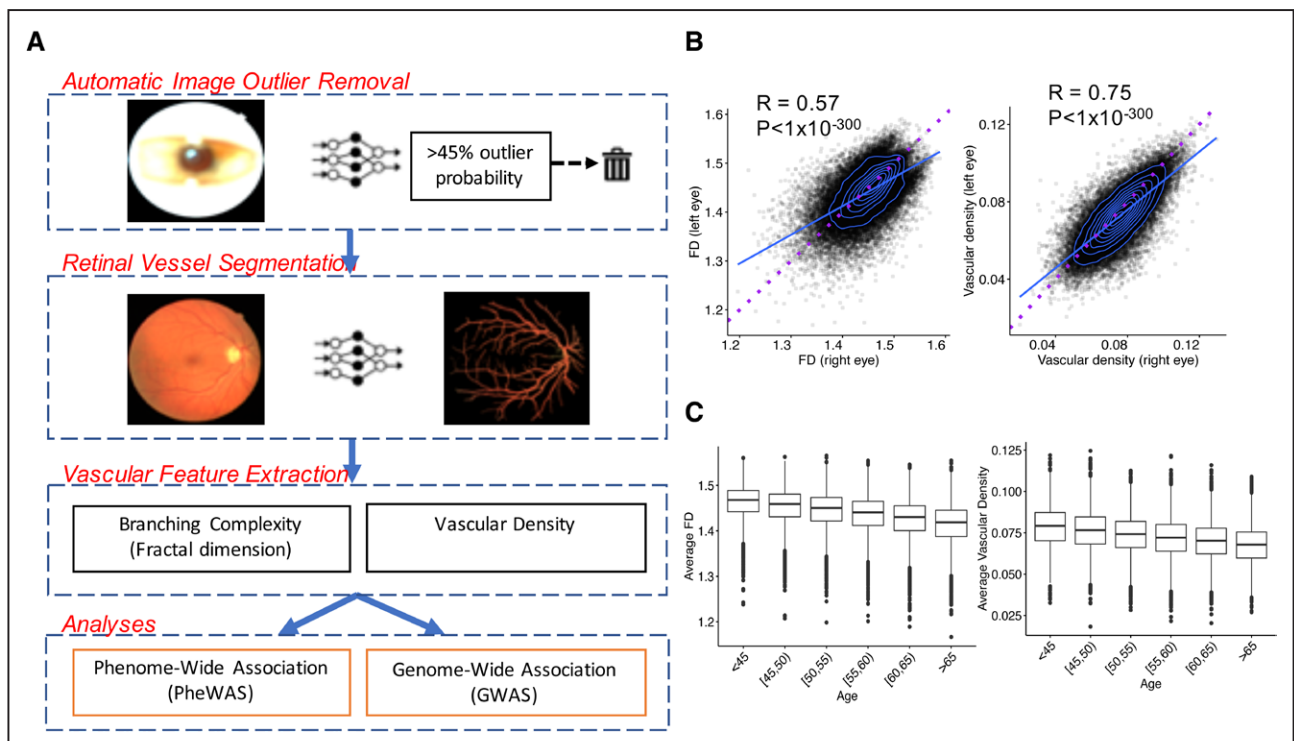 A
Automatic Image Outlier Removal
>45% outlier
probability
Retinal Vessel Segmentation
Vascular Feature Extraction
Branching Complexity
(Fractal dimension)
Vascular Density
Analyses
Phenome-Wide Association
(PheWAS)
Genome-Wide Association
(GWAS)
B
R = 0.57
P<1x10-300
1.6
1.5
1.4
1.3
1.2
FD (left eye)
1.2 1.3 1.4 1.5 1.6
FD (right eye)
R = 0.75
P<1x10-300
0.12
0.08
0.04
Vascular density (left eye)
0.04 0.08 0.12
Vascular density (right eye)
C
1.5
1.4
1.3
1.2
Average FD
<45 [45,50) [50,55) [55,60) [60,65) >65
Age
0.125
0.100
0.075
0.050
0.025
Average Vascular Density
<45 [45,50) [50,55) [55,60) [60,65) >65
Age